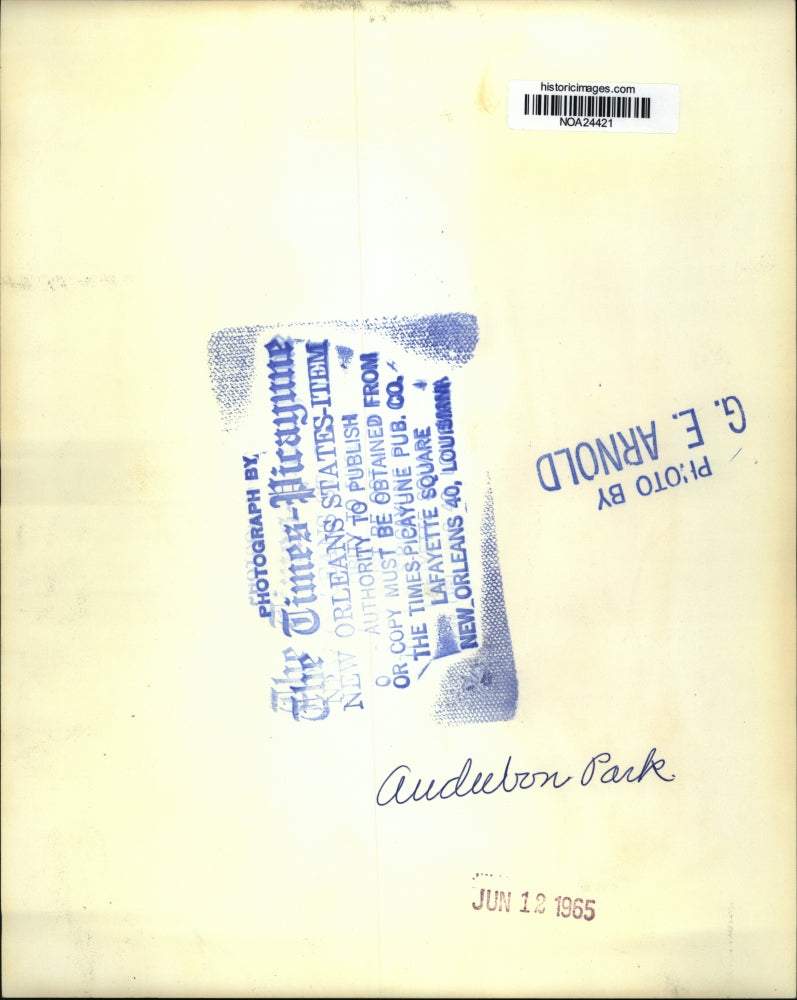 historicimages.com
NOA24421
PHOTOGRAPH BY
The Times-Picayune
NEW ORLEANS STATES-ITEM
AUTHORITY TO PUBLISH
OR COPY MUST BE OBTAINED FROM
THE TIMES-PICAYUNE PUB. CO.
LAFAYETTE SQUARE
NEW ORLEANS 40, LOUISIANA
PHOTO BY
G. E. ARNOLD
Audubon Park
JUN 12 1965